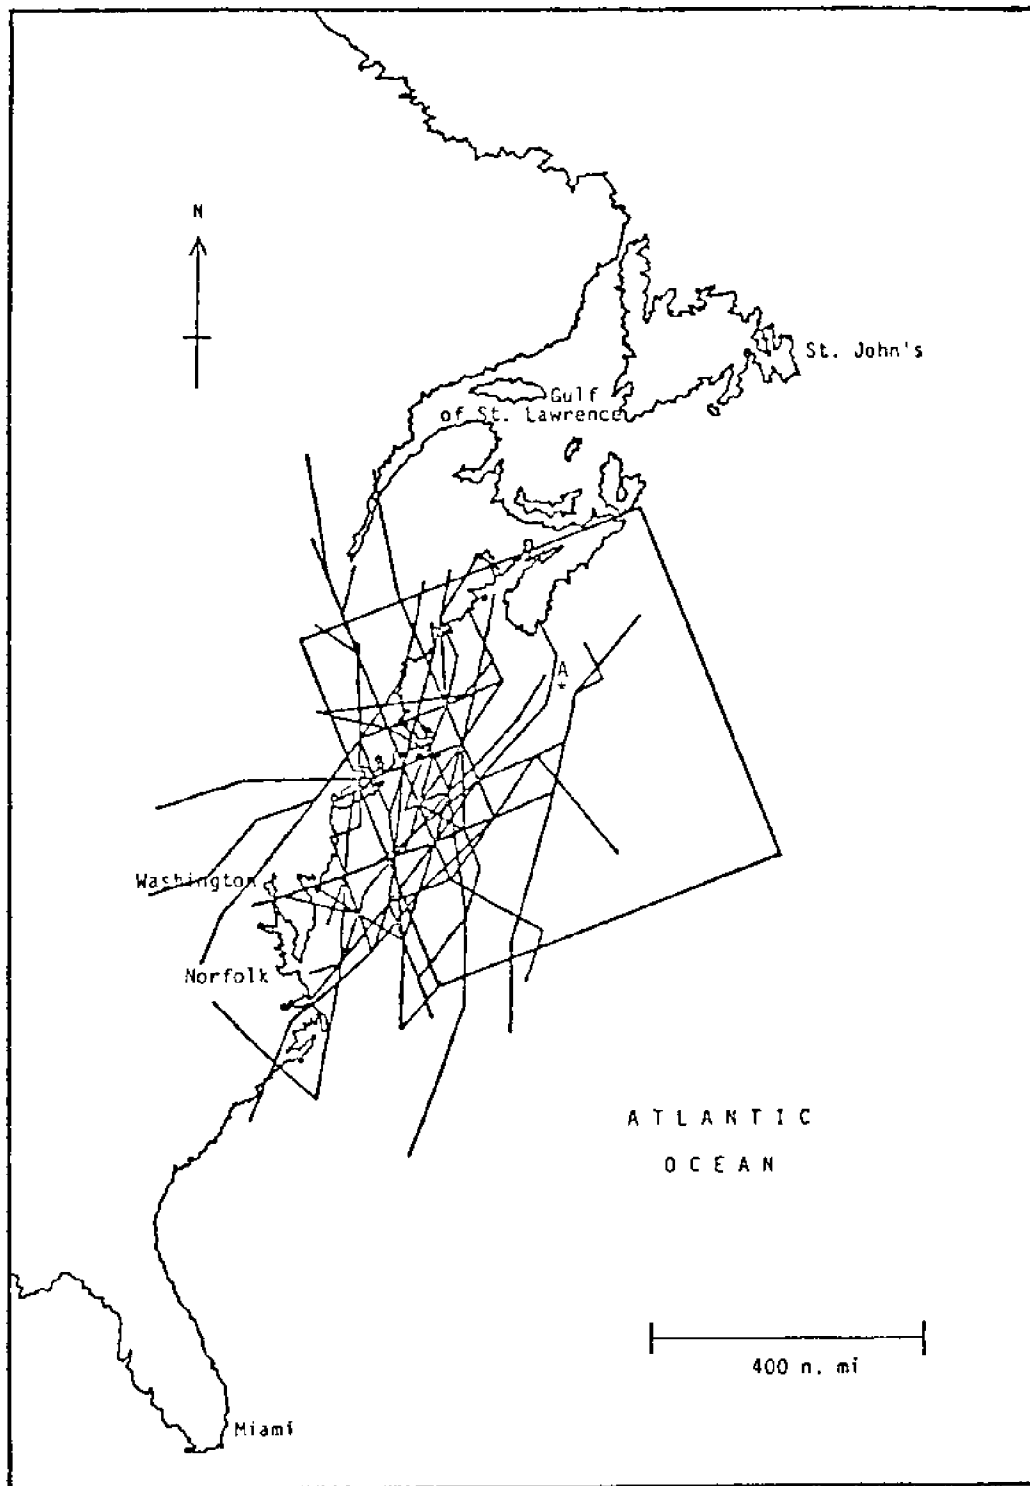 N
St. John's
Gulf
of St. Lawrence
A
*
Washington
Norfolk
ATLANTIC
OCEAN
400 n. mi
Miami